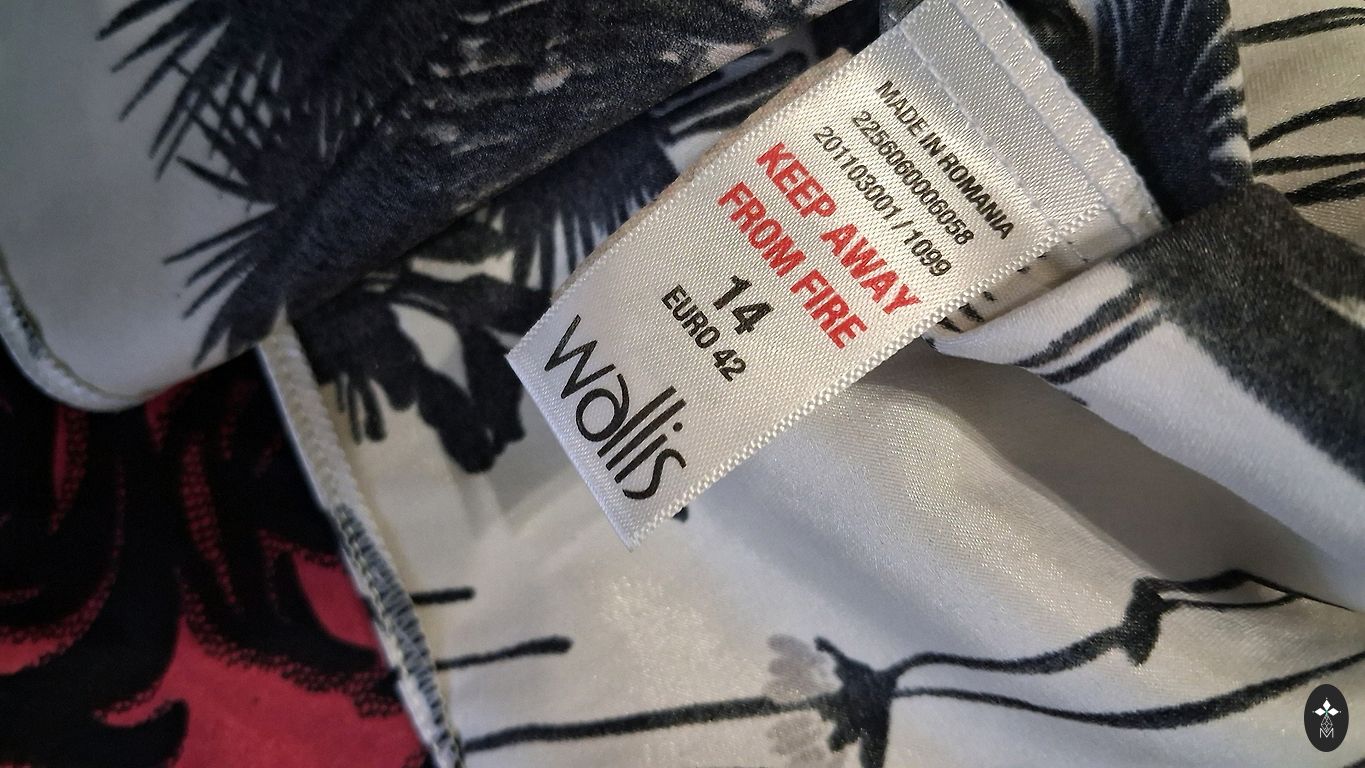 MADE IN ROMANIA
2256060006058
201103001 / 1099
KEEP AWAY
FROM FIRE
14
EURO 42
wallis
M